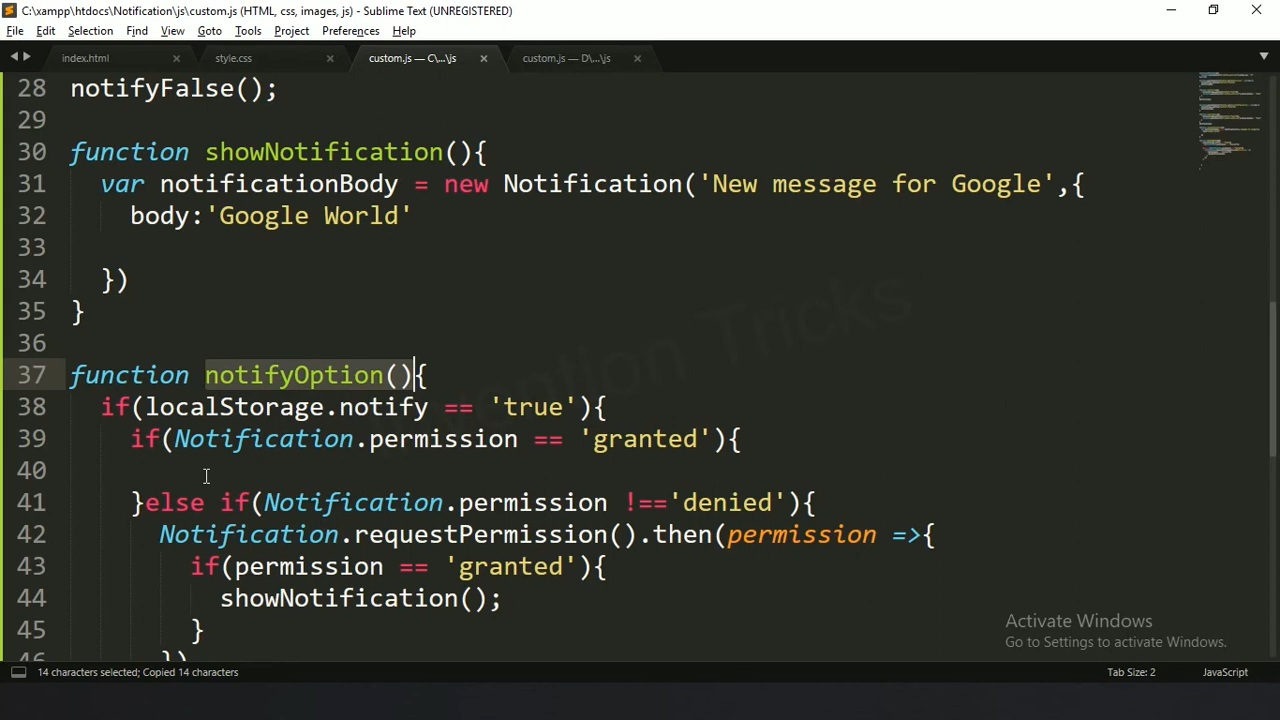 C:\xampp\htdocs\Notification\js\custom.js (HTML, css, images, js) - Sublime Text (UNREGISTERED)
File Edit Selection Find View Goto Tools Project Preferences Help
index.html style.css custom.js — C\...\js custom.js — D\...\js
28 notifyFalse();
29
30 function showNotification(){
31 var notificationBody = new Notification('New message for Google',{
32 body:'Google World'
33
34 })
35 }
36
37 function notifyOption(){
38 if(localStorage.notify == 'true'){
39 if(Notification.permission == 'granted'){
40
41 }else if(Notification.permission !=='denied'){
42 Notification.requestPermission().then(permission =>{
43 if(permission == 'granted'){
44 showNotification();
45 }
46 })
Invention Tricks
Activate Windows
Go to Settings to activate Windows.
14 characters selected; Copied 14 characters Tab Size: 2 JavaScript